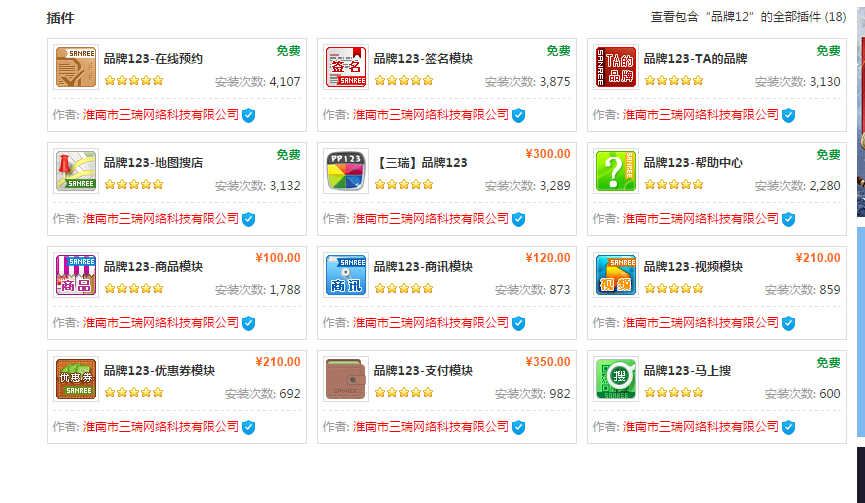 插件
查看包含“品牌12”的全部插件 (18)
SANREE
品牌123-在线预约
免费
安装次数: 4,107
作者: 淮南市三瑞网络科技有限公司
签名
SANREE
品牌123-签名模块
免费
安装次数: 3,875
作者: 淮南市三瑞网络科技有限公司
SANREE
TA的
品牌
品牌123-TA的品牌
免费
安装次数: 3,130
作者: 淮南市三瑞网络科技有限公司
SANREE
品牌123-地图搜店
免费
安装次数: 3,132
作者: 淮南市三瑞网络科技有限公司
PP123
【三瑞】品牌123
¥300.00
安装次数: 3,289
作者: 淮南市三瑞网络科技有限公司
?
SANREE
品牌123-帮助中心
免费
安装次数: 2,280
作者: 淮南市三瑞网络科技有限公司
SANREE
商品
品牌123-商品模块
¥100.00
安装次数: 1,788
作者: 淮南市三瑞网络科技有限公司
SANREE
商讯
品牌123-商讯模块
¥120.00
安装次数: 873
作者: 淮南市三瑞网络科技有限公司
SANREE
视频
品牌123-视频模块
¥210.00
安装次数: 859
作者: 淮南市三瑞网络科技有限公司
优惠券
SANREE
品牌123-优惠券模块
¥210.00
安装次数: 692
作者: 淮南市三瑞网络科技有限公司
SANREE
品牌123-支付模块
¥350.00
安装次数: 982
作者: 淮南市三瑞网络科技有限公司
搜
SANREE
品牌123-马上搜
免费
安装次数: 600
作者: 淮南市三瑞网络科技有限公司